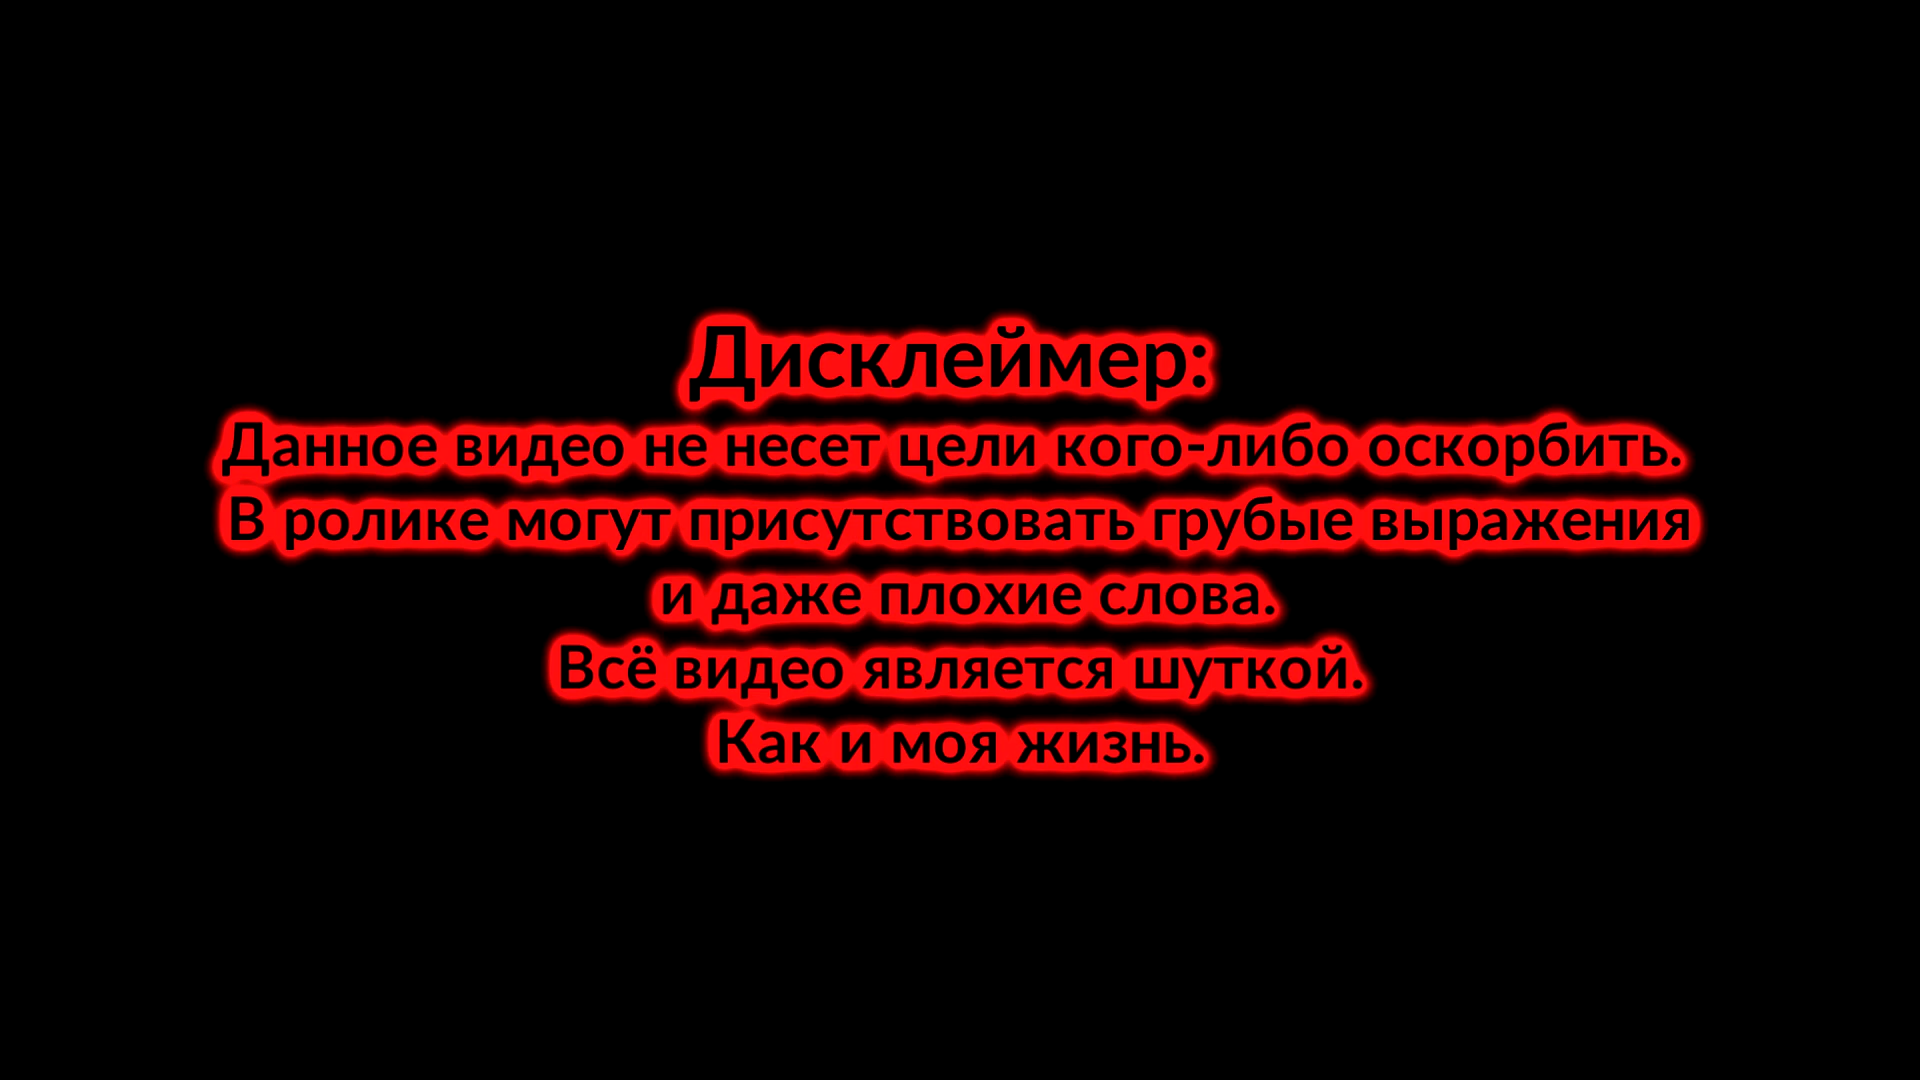 Дисклеймер:
Данное видео не несет цели кого-либо оскорбить.
В ролике могут присутствовать грубые выражения
и даже плохие слова.
Всё видео является шуткой.
Как и моя жизнь.